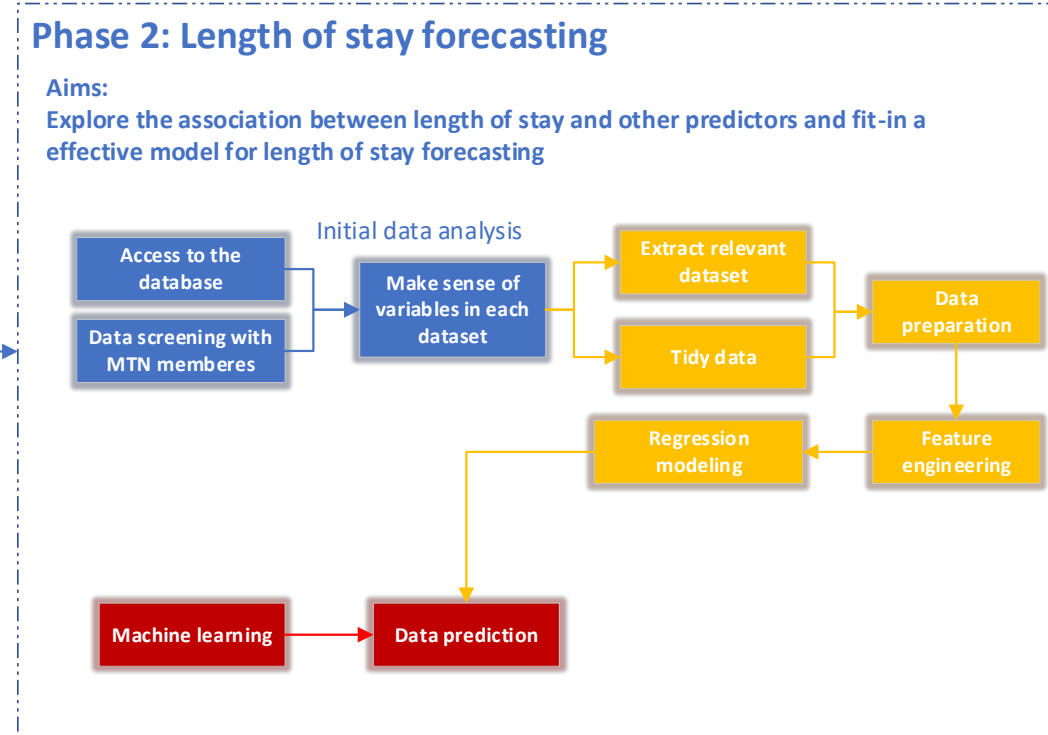 Phase 2: Length of stay forecasting
Aims:
Explore the association between length of stay and other predictors and fit-in a
effective model for length of stay forecasting
Initial data analysis
Access to the
database
Data screening with
MTN memberes
Make sense of
variables in each
dataset
Extract relevant
dataset
Tidy data
Data
preparation
Feature
engineering
Regression
modeling
Machine learning
Data prediction